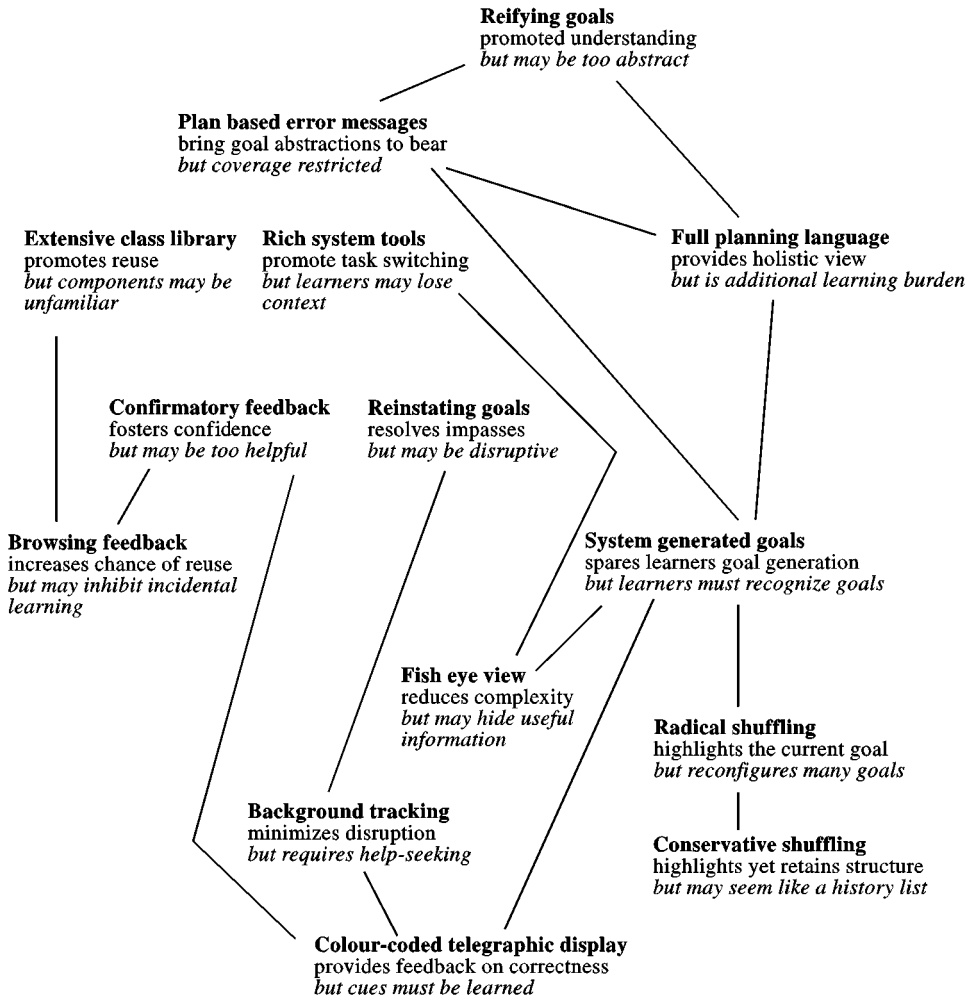 Reifying goals
promoted understanding
but may be too abstract
Plan based error messages
bring goal abstractions to bear
but coverage restricted
Extensive class library
promotes reuse
but components may be
unfamiliar
Rich system tools
promote task switching
but learners may lose
context
Full planning language
provides holistic view
but is additional learning burden
Confirmatory feedback
fosters confidence
but may be too helpful
Reinstating goals
resolves impasses
but may be disruptive
Browsing feedback
increases chance of reuse
but may inhibit incidental
learning
System generated goals
spares learners goal generation
but learners must recognize goals
Fish eye view
reduces complexity
but may hide useful
information
Radical shuffling
highlights the current goal
but reconfigures many goals
Background tracking
minimizes disruption
but requires help-seeking
Conservative shuffling
highlights yet retains structure
but may seem like a history list
Colour-coded telegraphic display
provides feedback on correctness
but cues must be learned